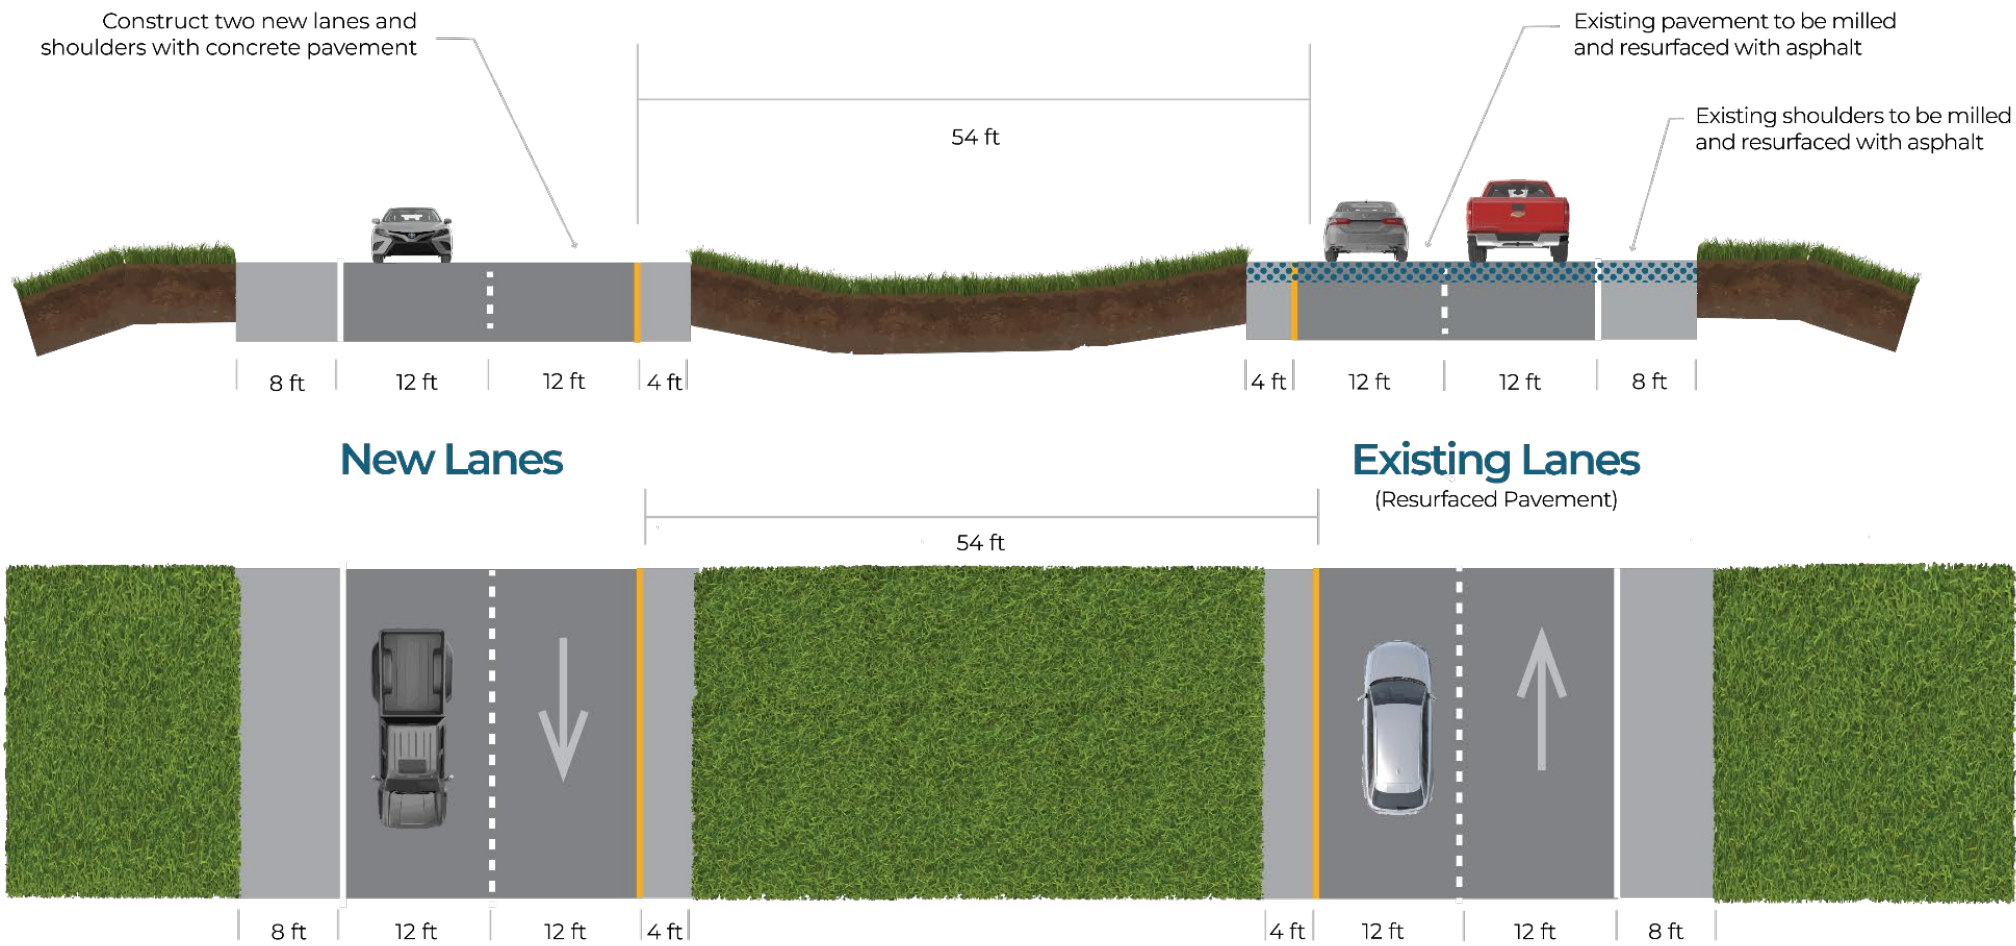 Construct two new lanes and
shoulders with concrete pavement
Existing pavement to be milled
and resurfaced with asphalt
54 ft
Existing shoulders to be milled
and resurfaced with asphalt
8 ft
12 ft
12 ft
4 ft
4 ft
12 ft
12 ft
8 ft
New Lanes
Existing Lanes
(Resurfaced Pavement)
54 ft
8 ft
12 ft
12 ft
4 ft
4 ft
12 ft
12 ft
8 ft